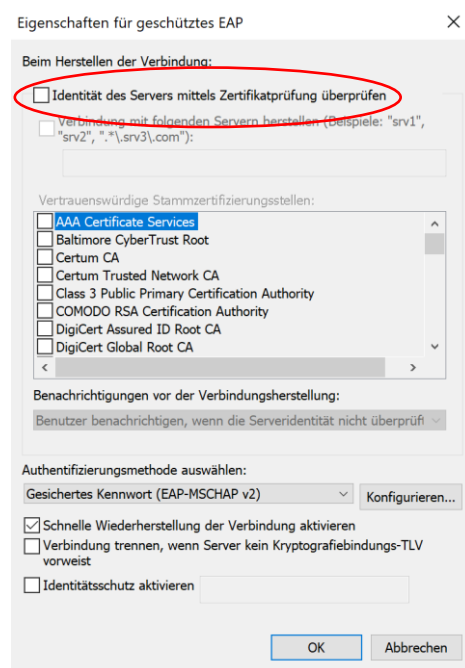 Eigenschaften für geschütztes EAP
Beim Herstellen der Verbindung:
Identität des Servers mittels Zertifikatprüfung überprüfen
Verbindung mit folgenden Servern herstellen (Beispiele: "srv1",
"srv2", ".*\.srv3\.com"):
Vertrauenswürdige Stammzertifizierungsstellen:
AAA Certificate Services
Baltimore CyberTrust Root
Certum CA
Certum Trusted Network CA
Class 3 Public Primary Certification Authority
COMODO RSA Certification Authority
DigiCert Assured ID Root CA
DigiCert Global Root CA
Benachrichtigungen vor der Verbindungsherstellung:
Benutzer benachrichtigen, wenn die Serveridentität nicht überprüft
Authentifizierungsmethode auswählen:
Gesichertes Kennwort (EAP-MSCHAP v2)
Konfigurieren...
Schnelle Wiederherstellung der Verbindung aktivieren
Verbindung trennen, wenn Server kein Kryptografiebindungs-TLV
vorweist
Identitätsschutz aktivieren
OK
Abbrechen